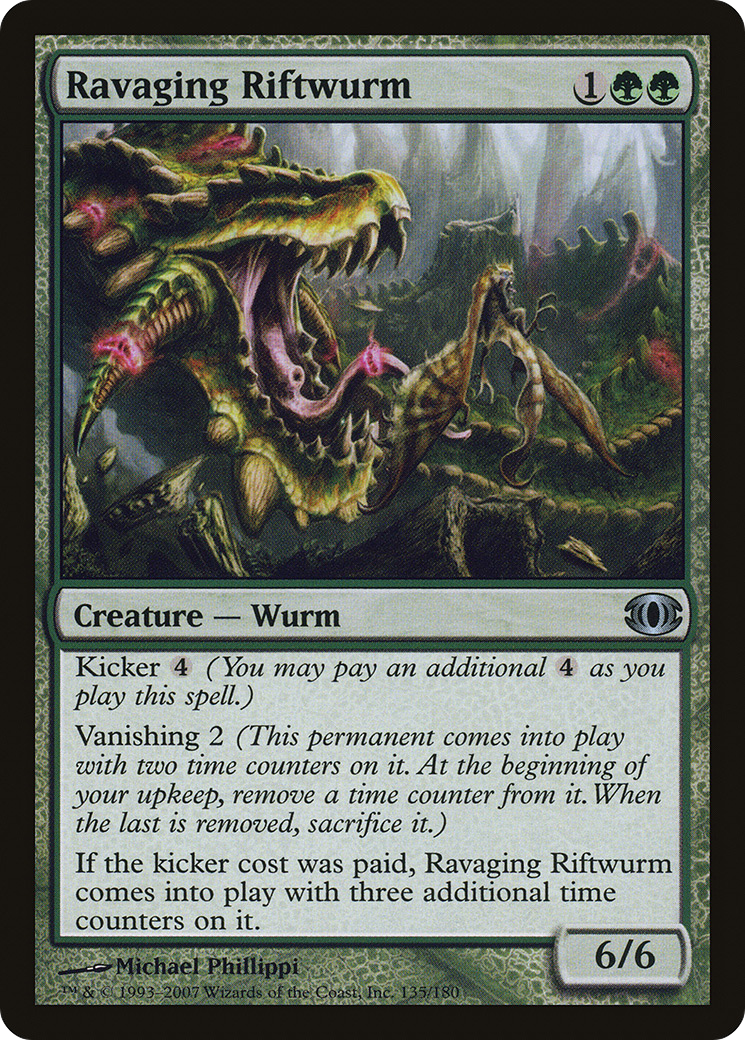 Ravaging Riftwurm 1
Creature — Wurm
Kicker 4 (You may pay an additional 4 as you
play this spell.)
Vanishing 2 (This permanent comes into play
with two time counters on it. At the beginning of
your upkeep, remove a time counter from it. When
the last is removed, sacrifice it.)
If the kicker cost was paid, Ravaging Riftwurm
comes into play with three additional time
counters on it.
6/6
Michael Phillippi
™ & © 1993–2007 Wizards of the Coast, Inc. 135/180